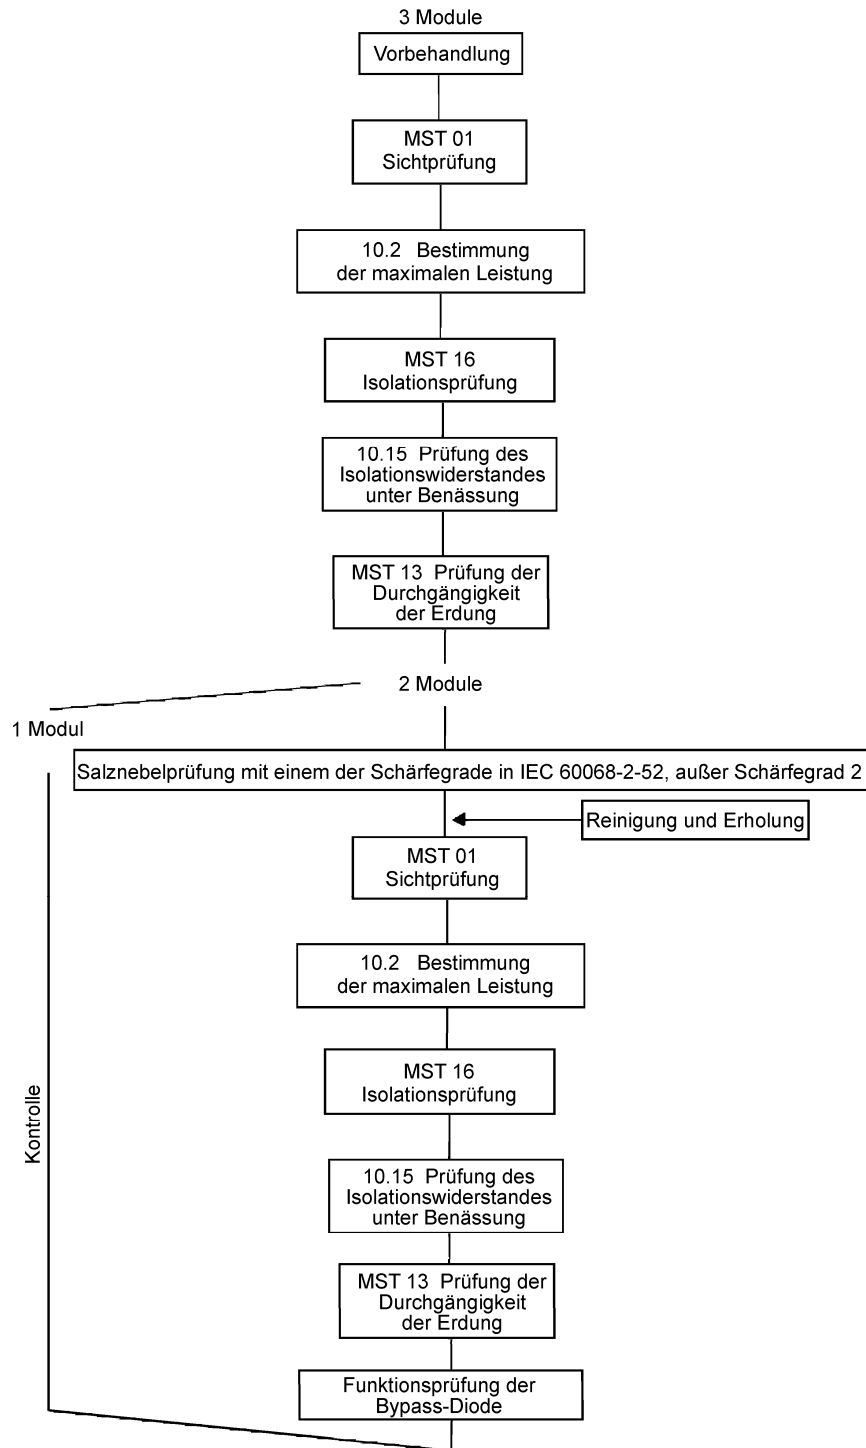 3 Module
Vorbehandlung
MST 01
Sichtprüfung
10.2 Bestimmung
der maximalen Leistung
MST 16
Isolationsprüfung
10.15 Prüfung des
Isolationswiderstandes
unter Benässung
MST 13 Prüfung der
Durchgängigkeit
der Erdung
2 Module
1 Modul
Salznebelprüfung mit einem der Schärfegrade in IEC 60068-2-52, außer Schärfegrad 2
Reinigung und Erholung
MST 01
Sichtprüfung
10.2 Bestimmung
der maximalen Leistung
MST 16
Isolationsprüfung
Kontrolle
10.15 Prüfung des
Isolationswiderstandes
unter Benässung
MST 13 Prüfung der
Durchgängigkeit
der Erdung
Funktionsprüfung der
Bypass-Diode